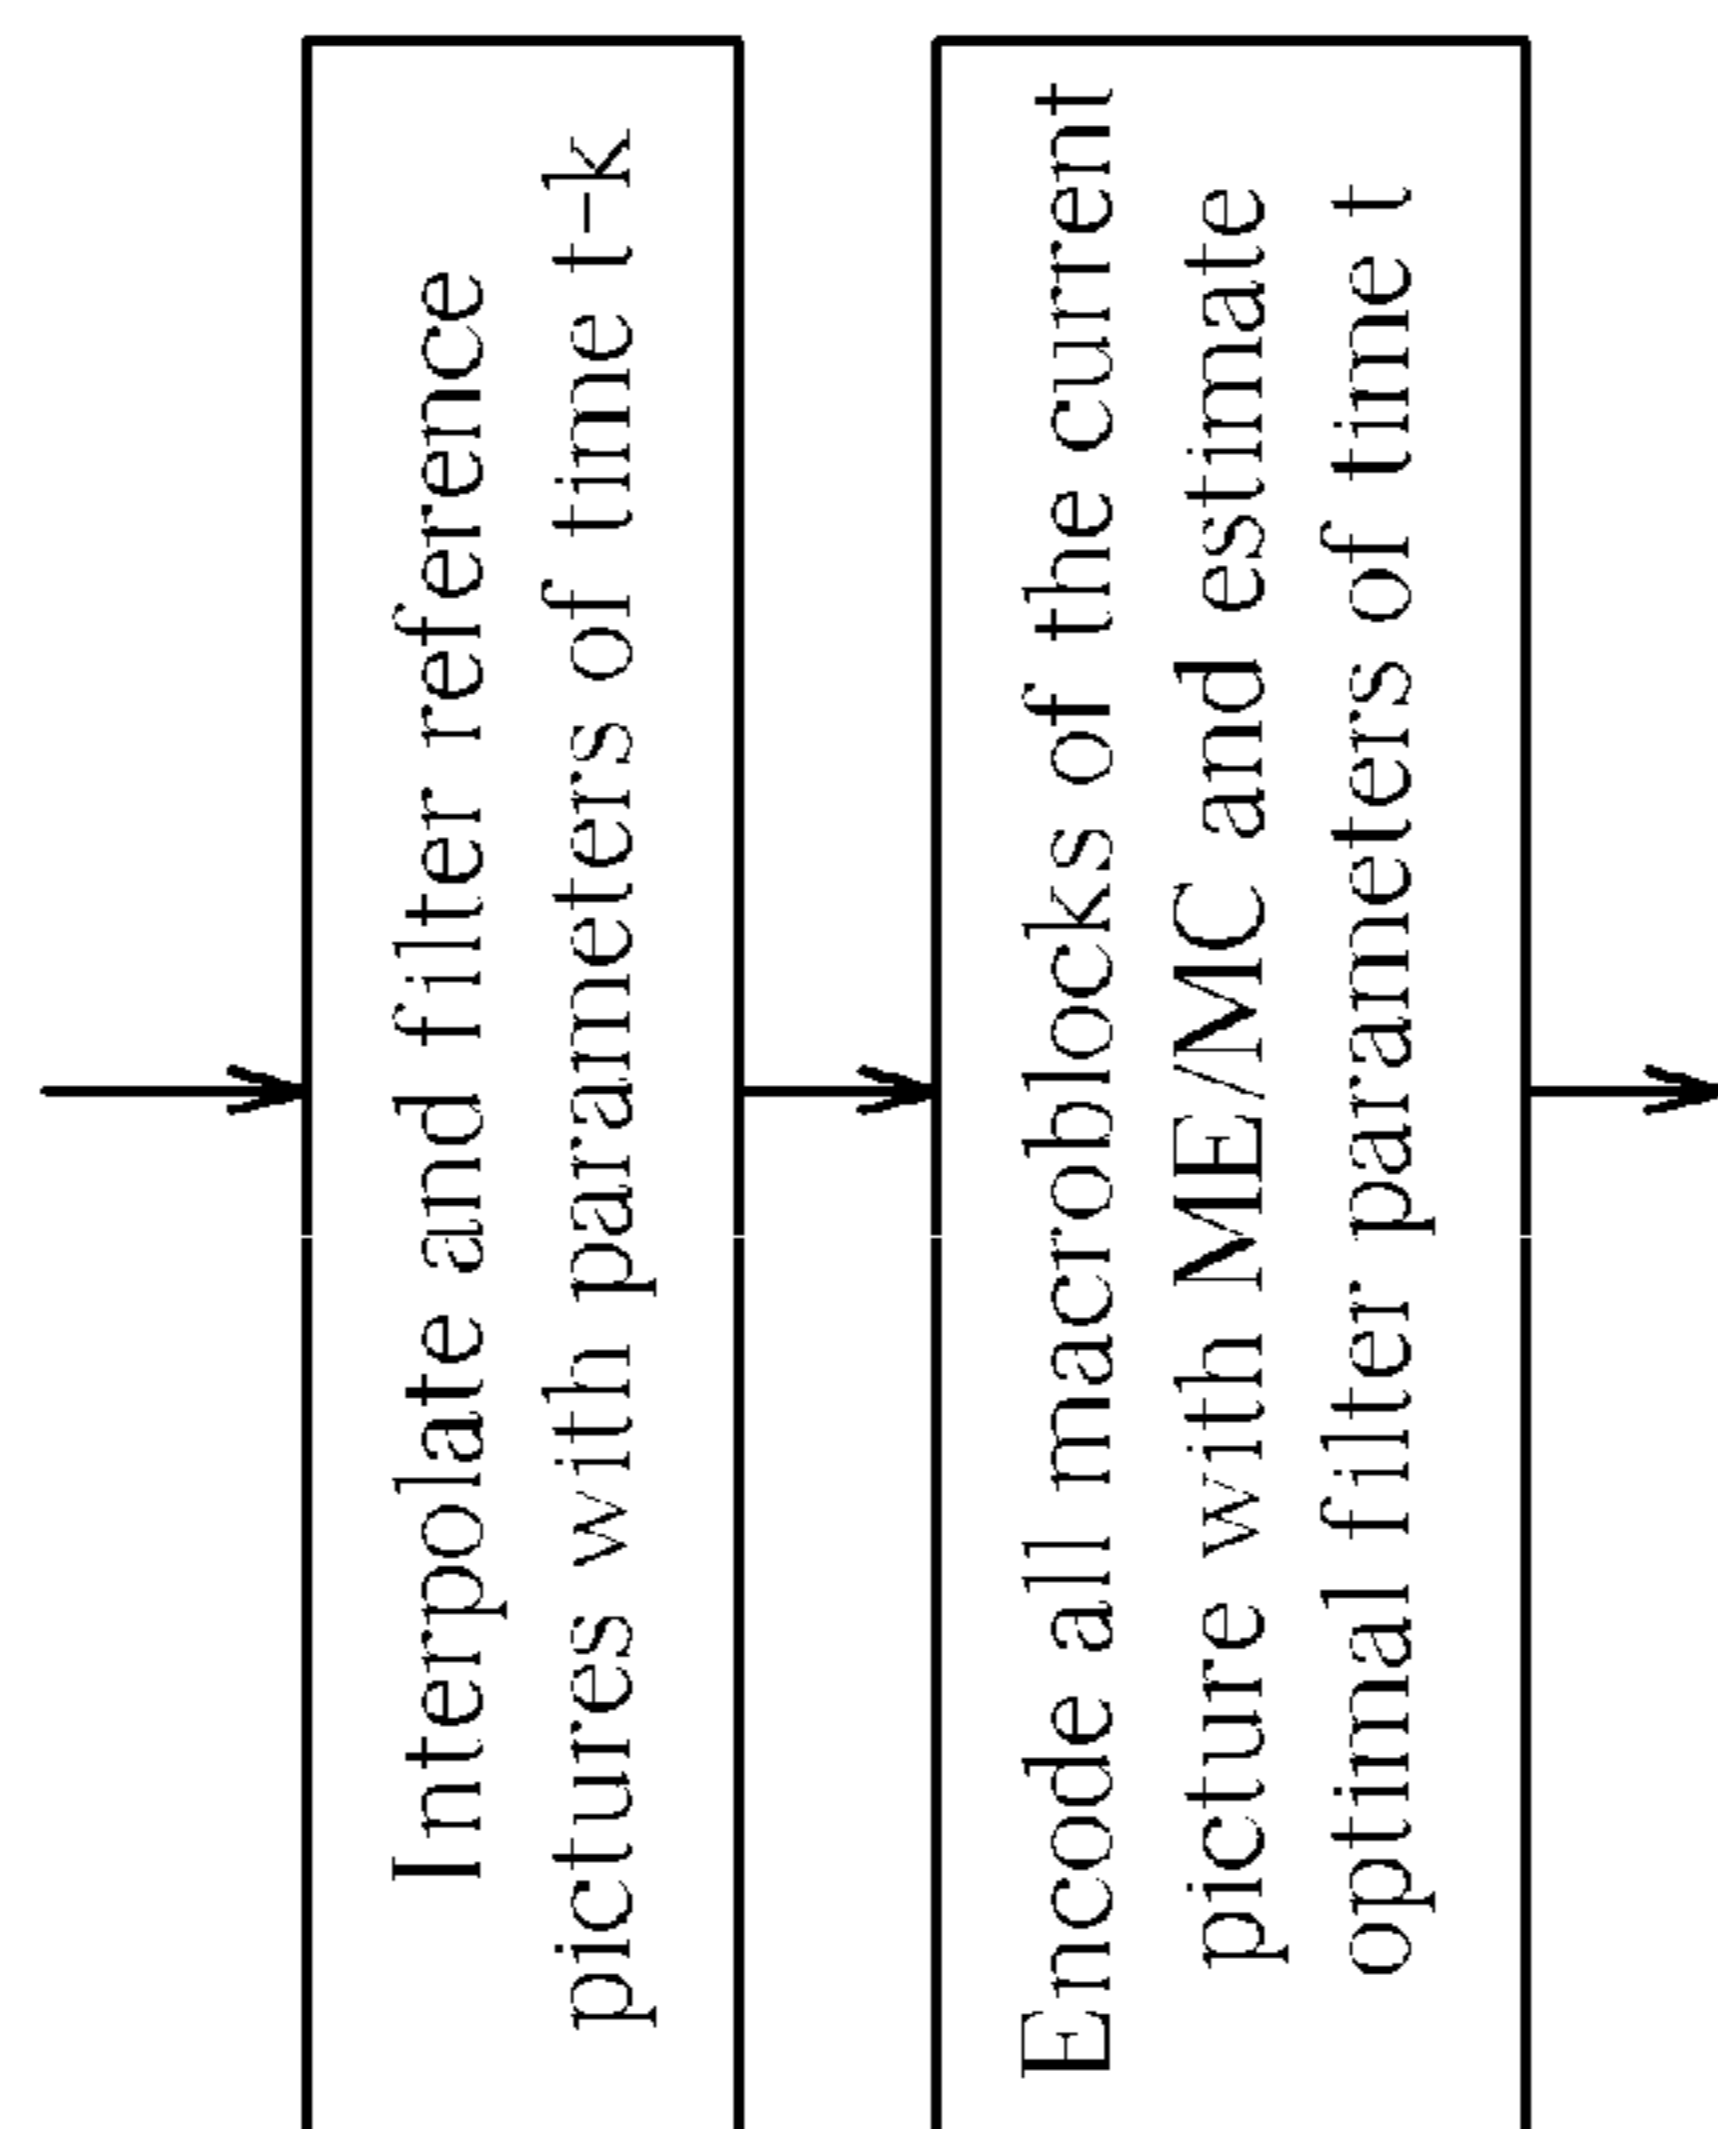 Interpolate and filter reference
pictures with parameters of time t-k
Encode all macroblocks of the current
picture with ME/MC and estimate
optimal filter parameters of time t